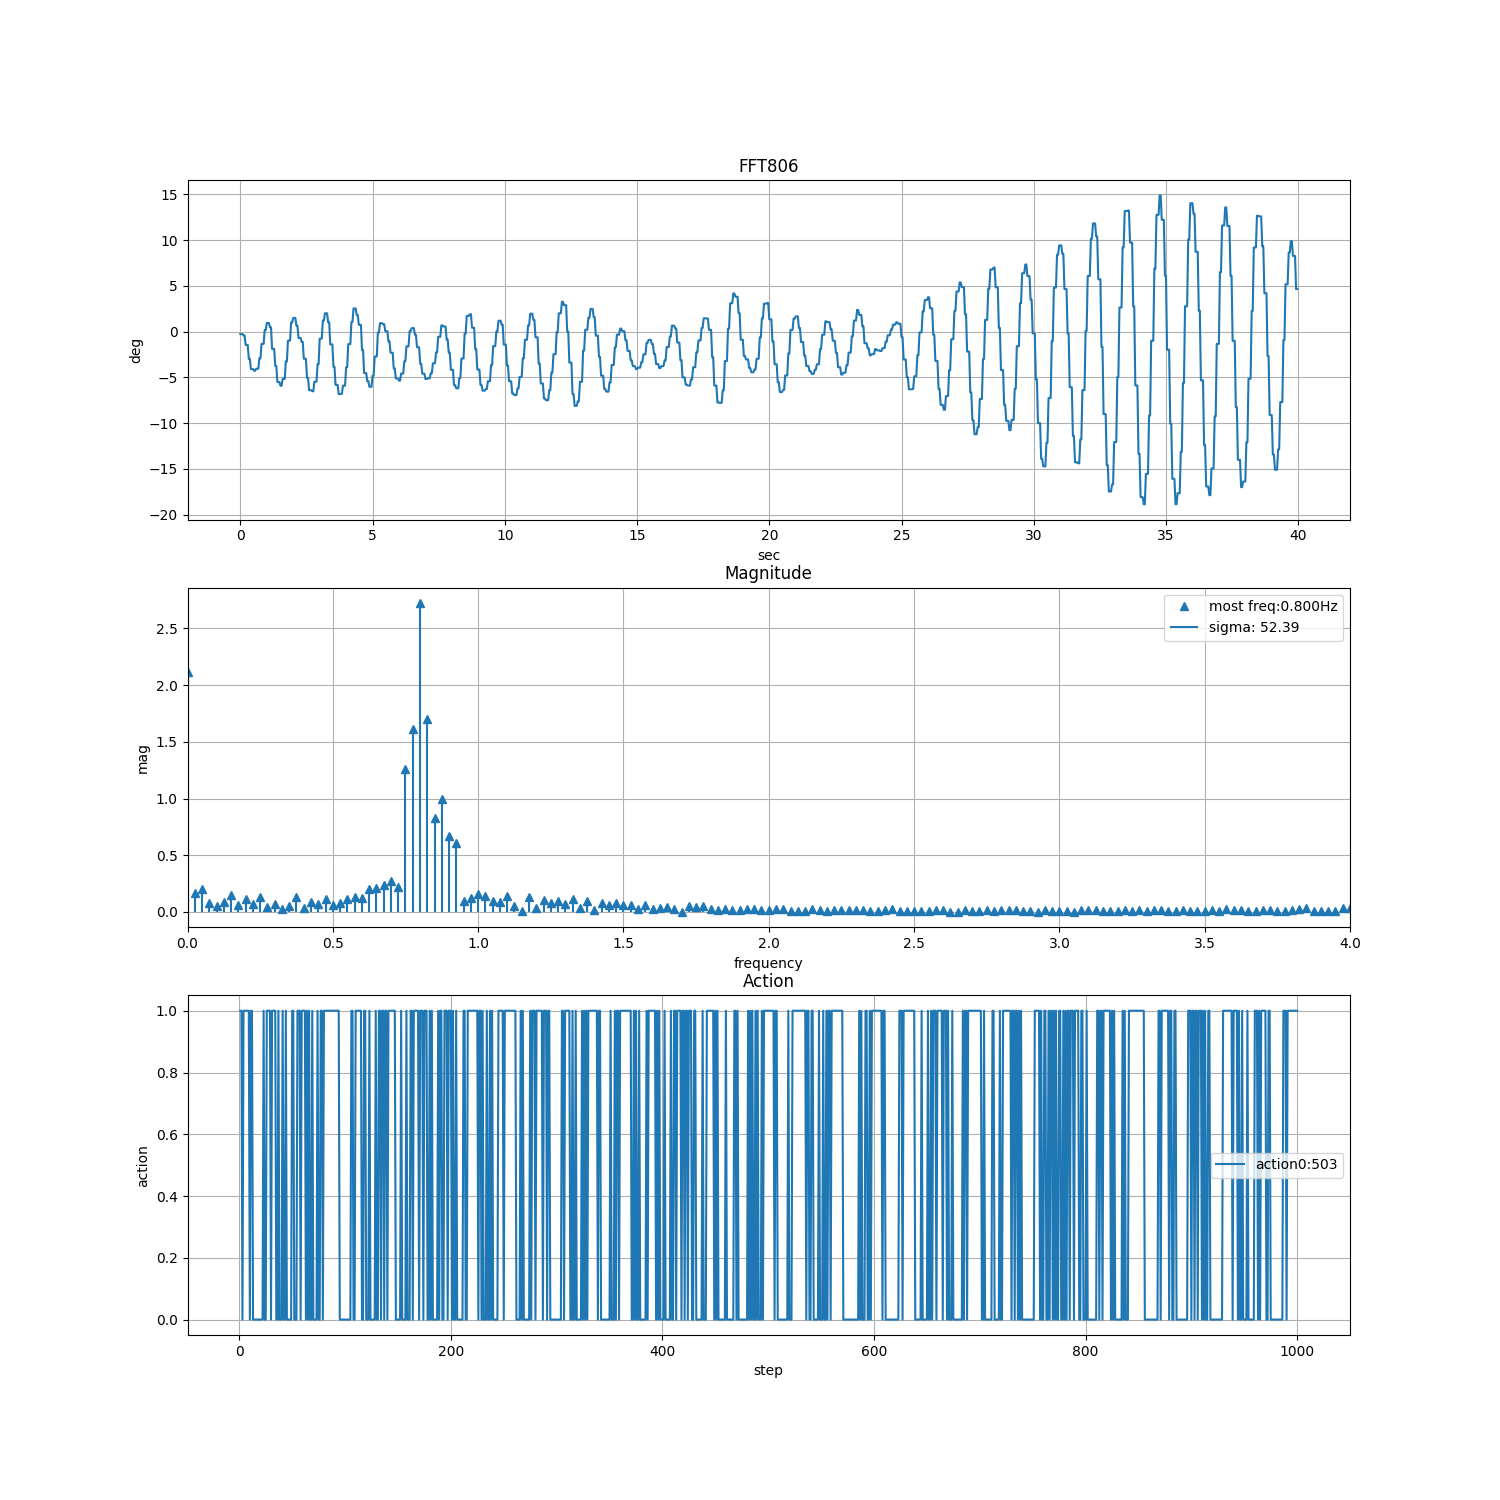 FFT806
15
10
5
0
−5
−10
−15
−20
deg
0 5 10 15 20 25 30 35 40
sec
Magnitude
most freq:0.800Hz
sigma: 52.39
2.5
2.0
1.5
1.0
0.5
0.0
mag
0.0 0.5 1.0 1.5 2.0 2.5 3.0 3.5 4.0
frequency
Action
1.0
0.8
0.6
0.4
0.2
0.0
action
action0:503
0 200 400 600 800 1000
step